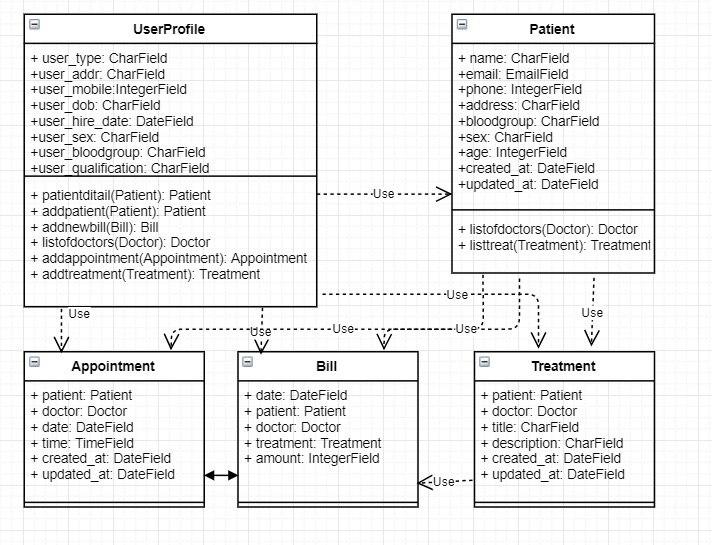 UserProfile
+ user_type: CharField
+user_addr: CharField
+user_mobile:IntegerField
+user_dob: CharField
+user_hire_date: DateField
+user_sex: CharField
+user_bloodgroup: CharField
+user_qualification: CharField
+ patientditail(Patient): Patient
+ addpatient(Patient): Patient
+ addnewbill(Bill): Bill
+ listofdoctors(Doctor): Doctor
+ addappointment(Appointment): Appointment
+ addtreatment(Treatment): Treatment
Use
Patient
+ name: CharField
+email: EmailField
+phone: IntegerField
+address: CharField
+bloodgroup: CharField
+sex: CharField
+age: IntegerField
+created_at: DateField
+updated_at: DateField
+ listofdoctors(Doctor): Doctor
+ listtreat(Treatment): Treatment
Use
Use
Use
Use
Use
Use
Use
Appointment
+ patient: Patient
+ doctor: Doctor
+ date: DateField
+ time: TimeField
+ created_at: DateField
+ updated_at: DateField
Bill
+ date: DateField
+ patient: Patient
+ doctor: Doctor
+ treatment: Treatment
+ amount: IntegerField
Use
Treatment
+ patient: Patient
+ doctor: Doctor
+ title: CharField
+ description: CharField
+ created_at: DateField
+ updated_at: DateField